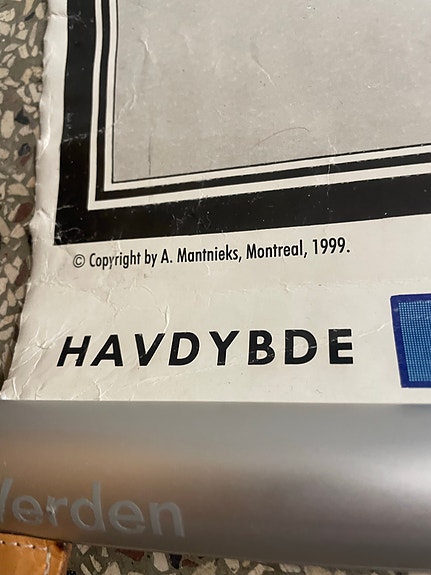 © Copyright by A. Mantnieks, Montreal, 1999.
HAVDYBDE
Verden